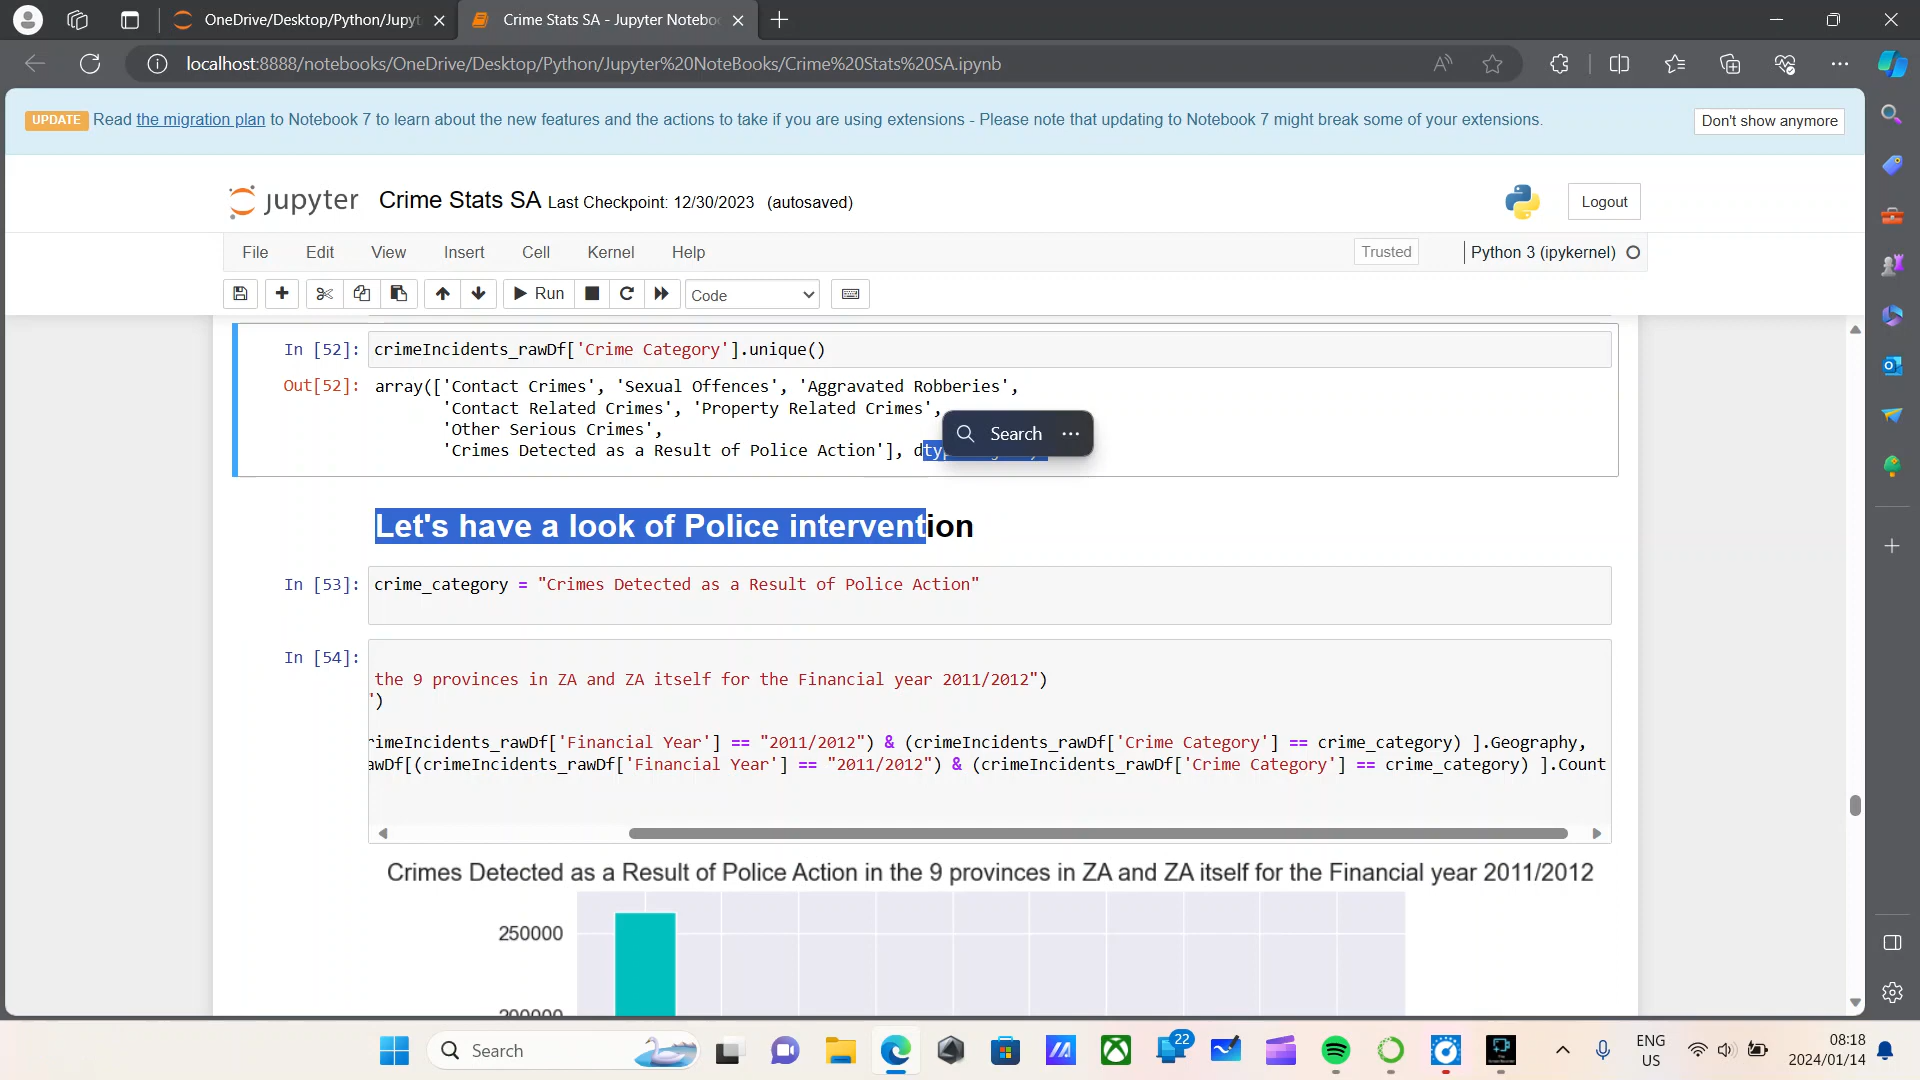 OneDrive/Desktop/Python/Jupyt
Crime Stats SA - Jupyter Notebo
localhost:8888/notebooks/OneDrive/Desktop/Python/Jupyter%20NoteBooks/Crime%20Stats%20SA.ipynb
UPDATE Read the migration plan to Notebook 7 to learn about the new features and the actions to take if you are using extensions - Please note that updating to Notebook 7 might break some of your extensions.
Don't show anymore
jupyter Crime Stats SA Last Checkpoint: 12/30/2023 (autosaved)
Logout
File Edit View Insert Cell Kernel Help
Trusted
Python 3 (ipykernel)
Run
Code
In [52]: crimeIncidents_rawDf['Crime Category'].unique()
Out[52]: array(['Contact Crimes', 'Sexual Offences', 'Aggravated Robberies',
'Contact Related Crimes', 'Property Related Crimes',
'Other Serious Crimes',
'Crimes Detected as a Result of Police Action'], dty
Search
Let's have a look of Police intervention
In [53]: crime_category = "Crimes Detected as a Result of Police Action"
In [54]:
the 9 provinces in ZA and ZA itself for the Financial year 2011/2012")
')
rimeIncidents_rawDf['Financial Year'] == "2011/2012") & (crimeIncidents_rawDf['Crime Category'] == crime_category) ].Geography,
awDf[(crimeIncidents_rawDf['Financial Year'] == "2011/2012") & (crimeIncidents_rawDf['Crime Category'] == crime_category) ].Count
Crimes Detected as a Result of Police Action in the 9 provinces in ZA and ZA itself for the Financial year 2011/2012
250000
200000
Search
22
ENG
US
08:18
2024/01/14